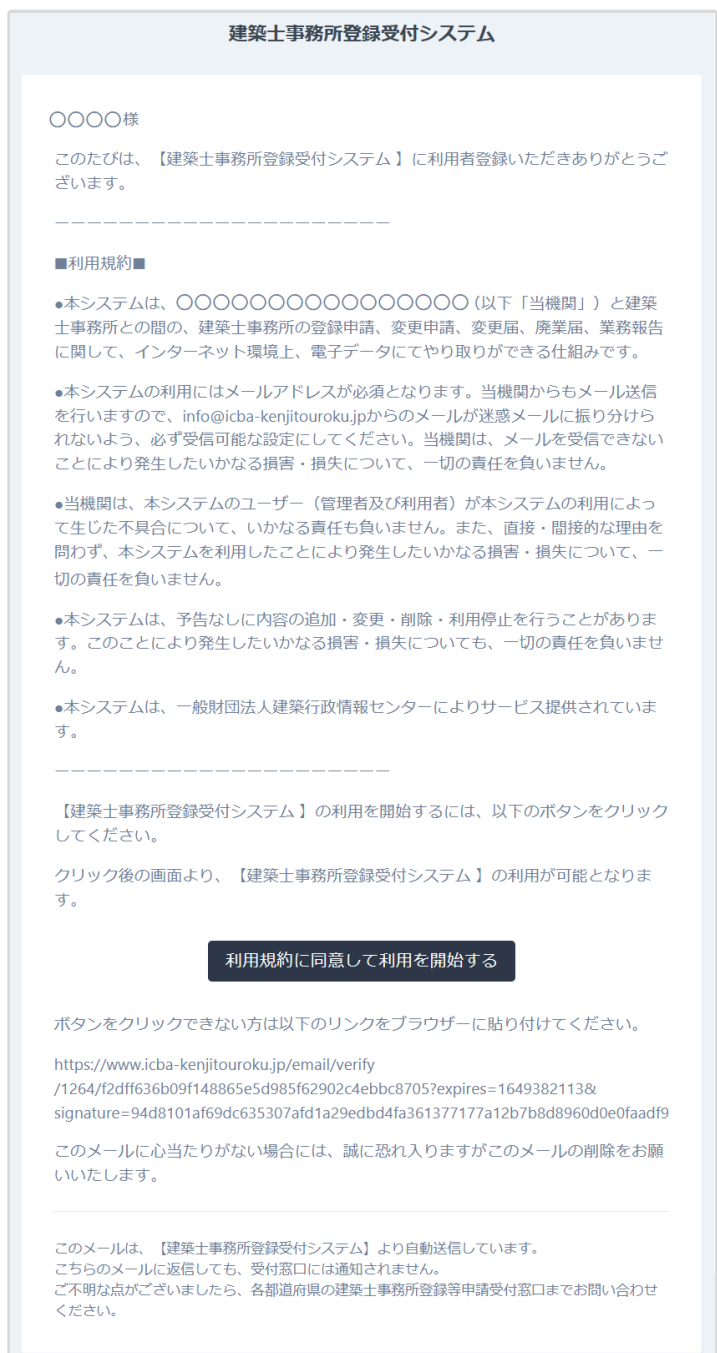 建築士事務所登録受付システム
〇〇〇〇様
このたびは、【建築士事務所登録受付システム 】に利用者登録いただきありがとうご
ざいます。
ーーーーーーーーーーーーーーーーーーーーー
■利用規約■
●本システムは、〇〇〇〇〇〇〇〇〇〇〇〇〇〇〇〇(以下「当機関」）と建築
士事務所との間の、建築士事務所の登録申請、変更申請、変更届、廃業届、業務報告
に関して、インターネット環境上、電子データにてやり取りができる仕組みです。
●本システムの利用にはメールアドレスが必須となります。当機関からもメール送信
を行いますので、info@icba-kenjitouroku.jpからのメールが迷惑メールに振り分けら
れないよう、必ず受信可能な設定にしてください。当機関は、メールを受信できない
ことにより発生したいかなる損害・損失について、一切の責任を負いません。
●当機関は、本システムのユーザー（管理者及び利用者）が本システムの利用によっ
て生じた不具合について、いかなる責任も負いません。また、直接・間接的な理由を
問わず、本システムを利用したことにより発生したいかなる損害・損失について、一
切の責任を負いません。
●本システムは、予告なしに内容の追加・変更・削除・利用停止を行うことがありま
す。このことにより発生したいかなる損害・損失についても、一切の責任を負いませ
ん。
●本システムは、一般財団法人建築行政情報センターによりサービス提供されていま
す。
ーーーーーーーーーーーーーーーーーーーーー
【建築士事務所登録受付システム 】の利用を開始するには、以下のボタンをクリック
してください。
クリック後の画面より、【建築士事務所登録受付システム 】の利用が可能となりま
す。
利用規約に同意して利用を開始する
ボタンをクリックできない方は以下のリンクをブラウザーに貼り付けてください。
https://www.icba-kenjitouroku.jp/email/verify
/1264/f2dff636b09f148865e5d985f62902c4ebbc8705?expires=1649382113&
signature=94d8101af69dc635307afd1a29edbd4fa361377177a12b7b8d8960d0e0faadf9
このメールに心当たりがない場合には、誠に恐れ入りますがこのメールの削除をお願
いいたします。
このメールは、【建築士事務所登録受付システム】より自動送信しています。
こちらのメールに返信しても、受付窓口には通知されません。
ご不明な点がございましたら、各都道府県の建築士事務所登録等申請受付窓口までお問い合わせ
ください。